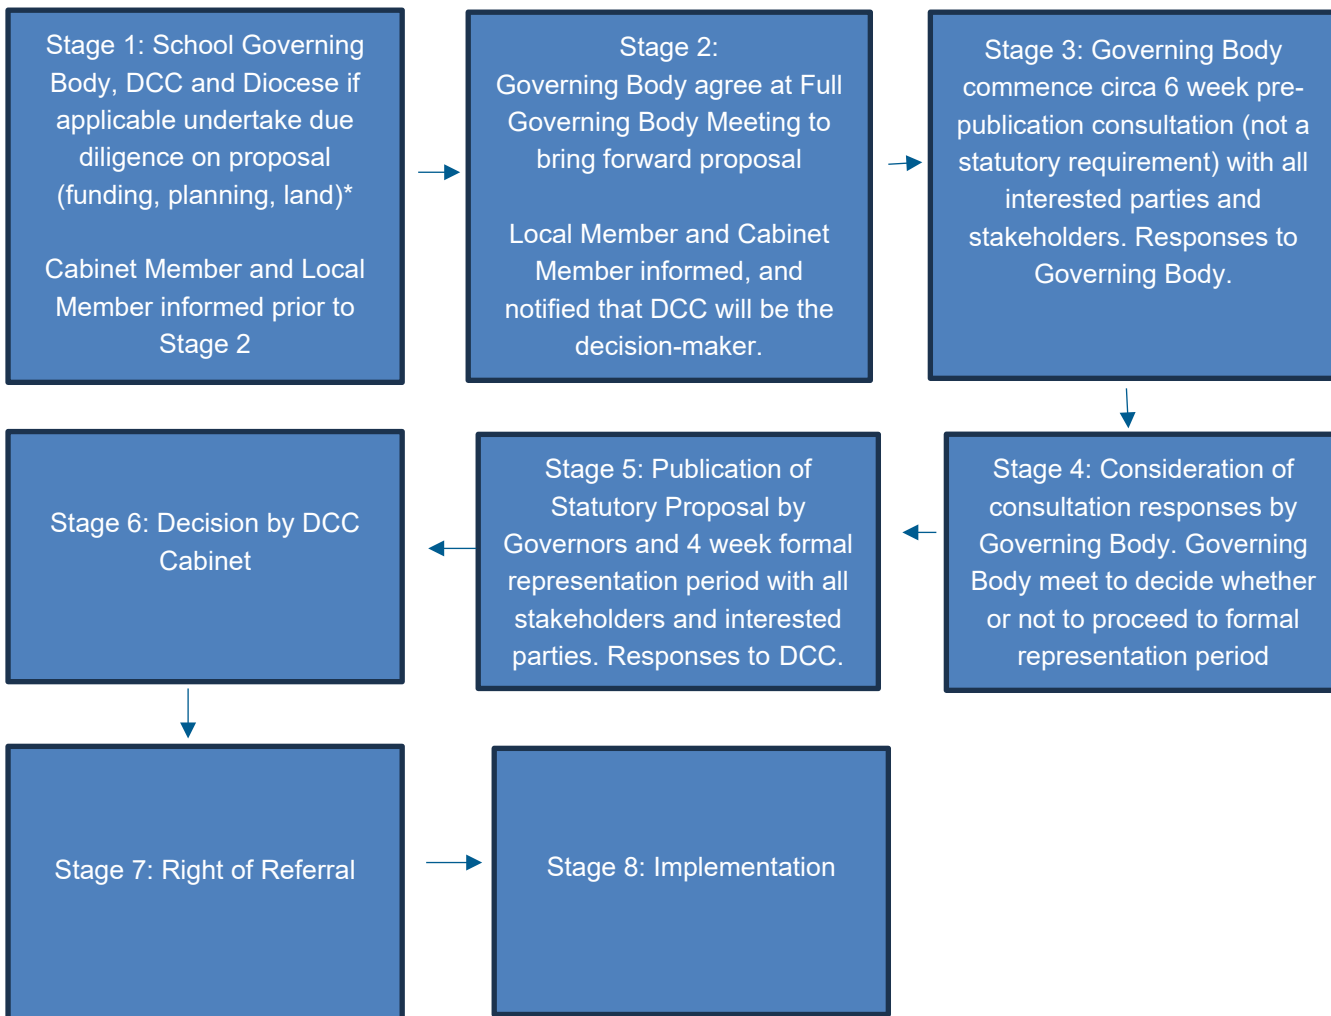 Stage 1: School Governing
Body, DCC and Diocese if
applicable undertake due
diligence on proposal
(funding, planning, land)*
Cabinet Member and Local
Member informed prior to
Stage 2
Stage 2:
Governing Body agree at Full
Governing Body Meeting to
bring forward proposal
Local Member and Cabinet
Member informed, and
notified that DCC will be the
decision-maker.
Stage 3: Governing Body
commence circa 6 week pre-
publication consultation (not a
statutory requirement) with all
interested parties and
stakeholders. Responses to
Governing Body.
Stage 4: Consideration of
consultation responses by
Governing Body. Governing
Body meet to decide whether
or not to proceed to formal
representation period
Stage 5: Publication of
Statutory Proposal by
Governors and 4 week formal
representation period with all
stakeholders and interested
parties. Responses to DCC.
Stage 6: Decision by DCC
Cabinet
Stage 7: Right of Referral
Stage 8: Implementation